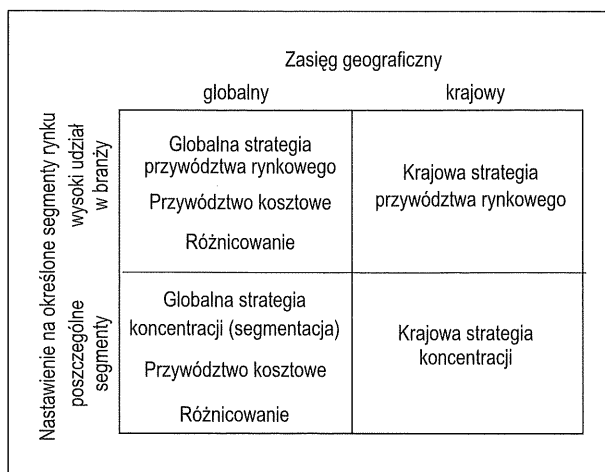 Zasięg geograficzny
globalny
krajowy
Nastawienie na określone segmenty rynku
wysoki udział
w branży
Globalna strategia
przywództwa rynkowego
Przywództwo kosztowe
Różnicowanie
Krajowa strategia
przywództwa rynkowego
poszczególne
segmenty
Globalna strategia
koncentracji (segmentacja)
Przywództwo kosztowe
Różnicowanie
Krajowa strategia
koncentracji